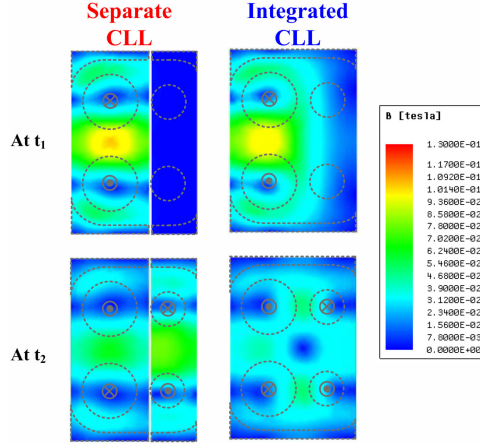 Separate
CLL
Integrated
CLL
At t1
At t2
B [tesla]
1.3000E-01
1.1700E-01
1.0920E-01
1.0140E-01
9.3600E-02
8.5800E-02
7.8000E-02
7.0200E-02
6.2400E-02
5.4600E-02
4.6800E-02
3.9000E-02
3.1200E-02
2.3400E-02
1.5600E-02
7.8000E-03
0.0000E+00